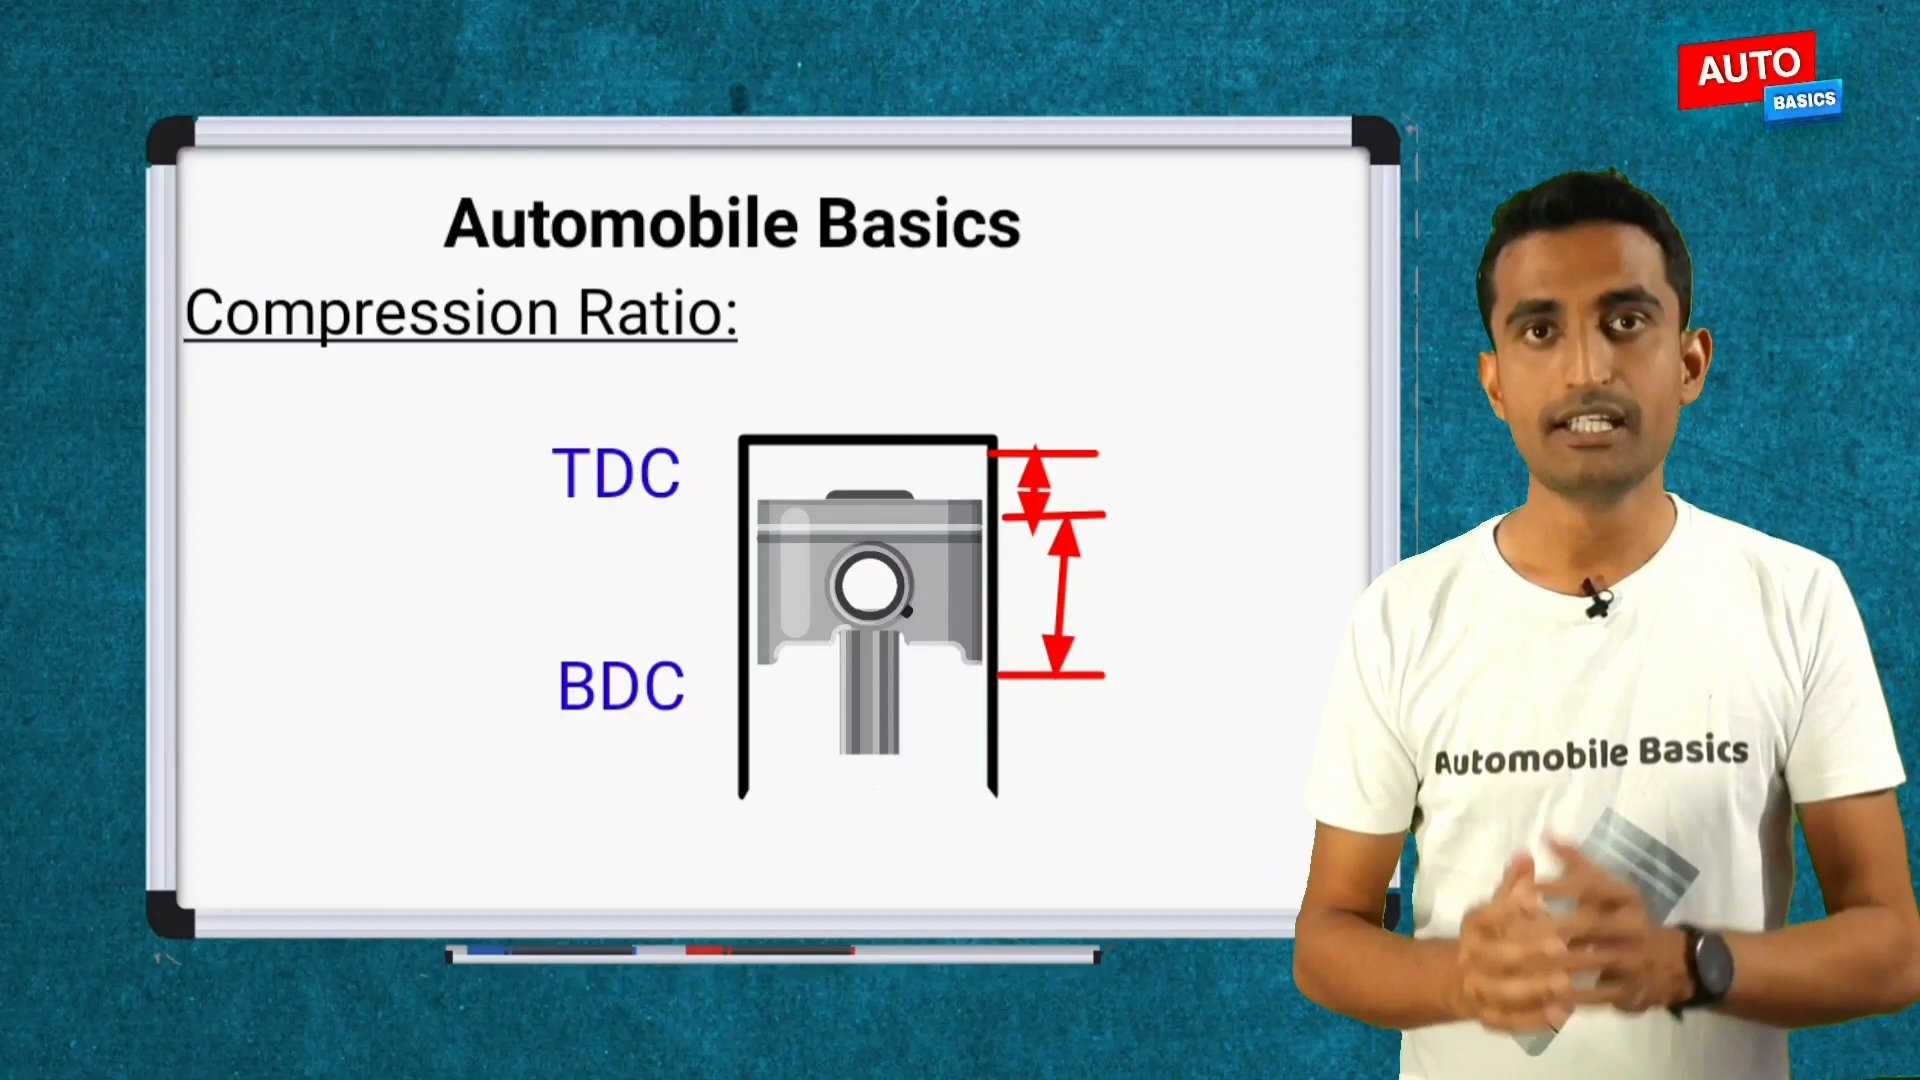 AUTO
BASICS
Automobile Basics
Compression Ratio:
TDC
BDC
Automobile Basics